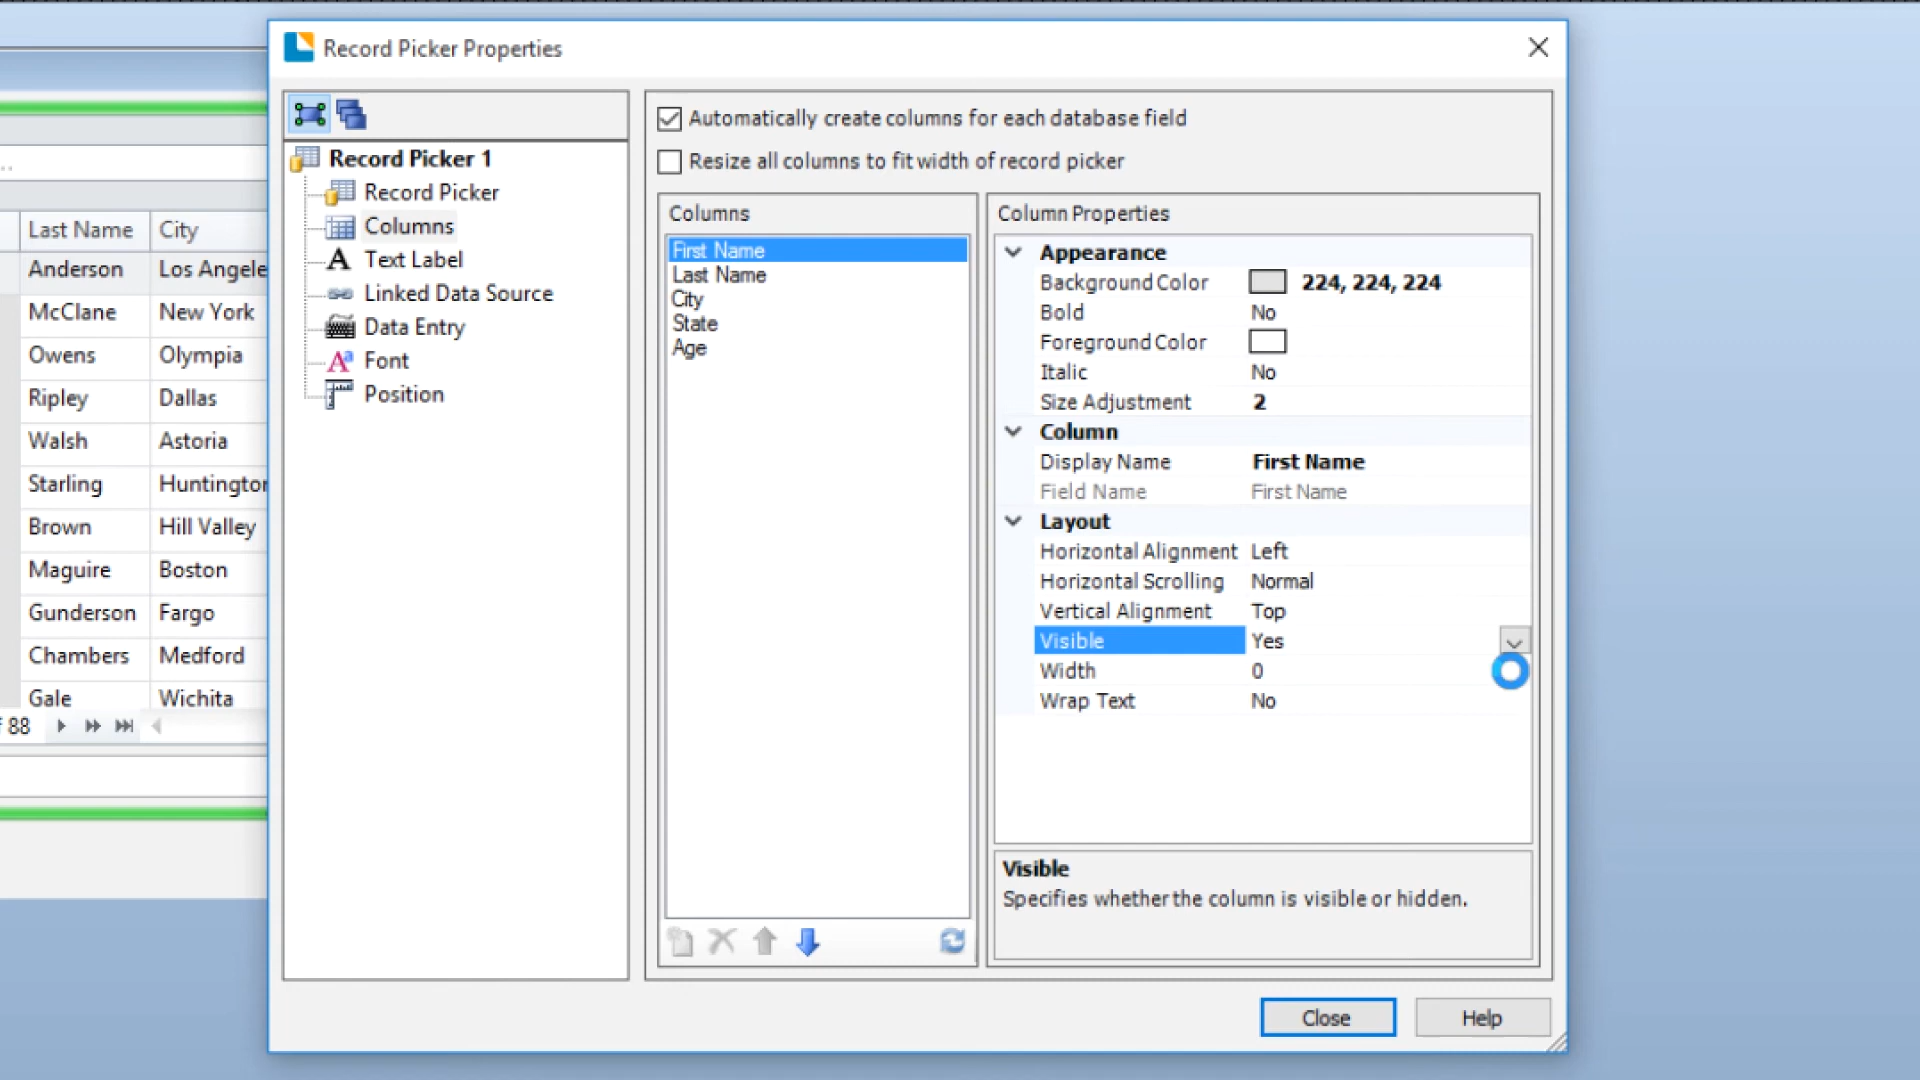 Record Picker Properties
..
Last Name City
Anderson Los Angele
McClane New York
Owens Olympia
Ripley Dallas
Walsh Astoria
Starling Huntington
Brown Hill Valley
Maguire Boston
Gunderson Fargo
Chambers Medford
Gale Wichita
f 88
Record Picker 1
Record Picker
Columns
Text Label
Linked Data Source
Data Entry
Font
Position
Automatically create columns for each database field
Resize all columns to fit width of record picker
Columns
First Name
Last Name
City
State
Age
Column Properties
Appearance
Background Color 224, 224, 224
Bold No
Foreground Color
Italic No
Size Adjustment 2
Column
Display Name First Name
Field Name First Name
Layout
Horizontal Alignment Left
Horizontal Scrolling Normal
Vertical Alignment Top
Visible Yes
Width 0
Wrap Text No
Visible
Specifies whether the column is visible or hidden.
Close Help